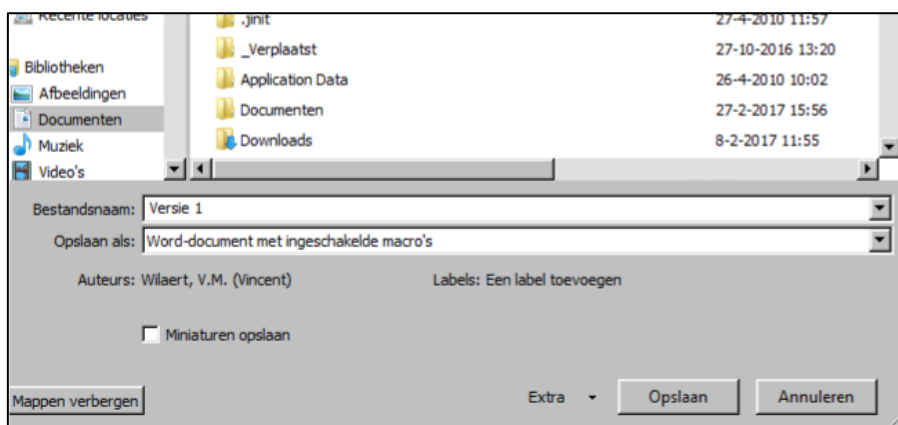 Recente locaties
.jinit 27-4-2010 11:57
_Verplaatst 27-10-2016 13:20
Bibliotheken
Application Data 26-4-2010 10:02
Afbeeldingen
Documenten 27-2-2017 15:56
Documenten
Downloads 8-2-2017 11:55
Muziek
Video's
Bestandsnaam: Versie 1
Opslaan als: Word-document met ingeschakelde macro's
Auteurs: Wilaert, V.M. (Vincent) Labels: Een label toevoegen
Miniaturen opslaan
Mappen verbergen Extra Opslaan Annuleren